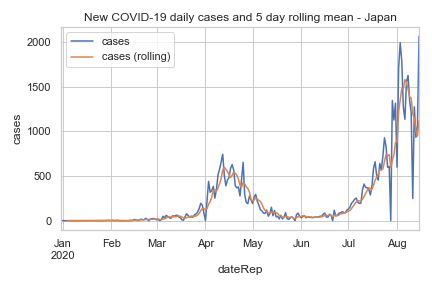 New COVID-19 daily cases and 5 day rolling mean - Japan
cases
cases (rolling)
2000
1500
1000
500
0
cases
Jan Feb Mar Apr May Jun Jul Aug
2020
dateRep